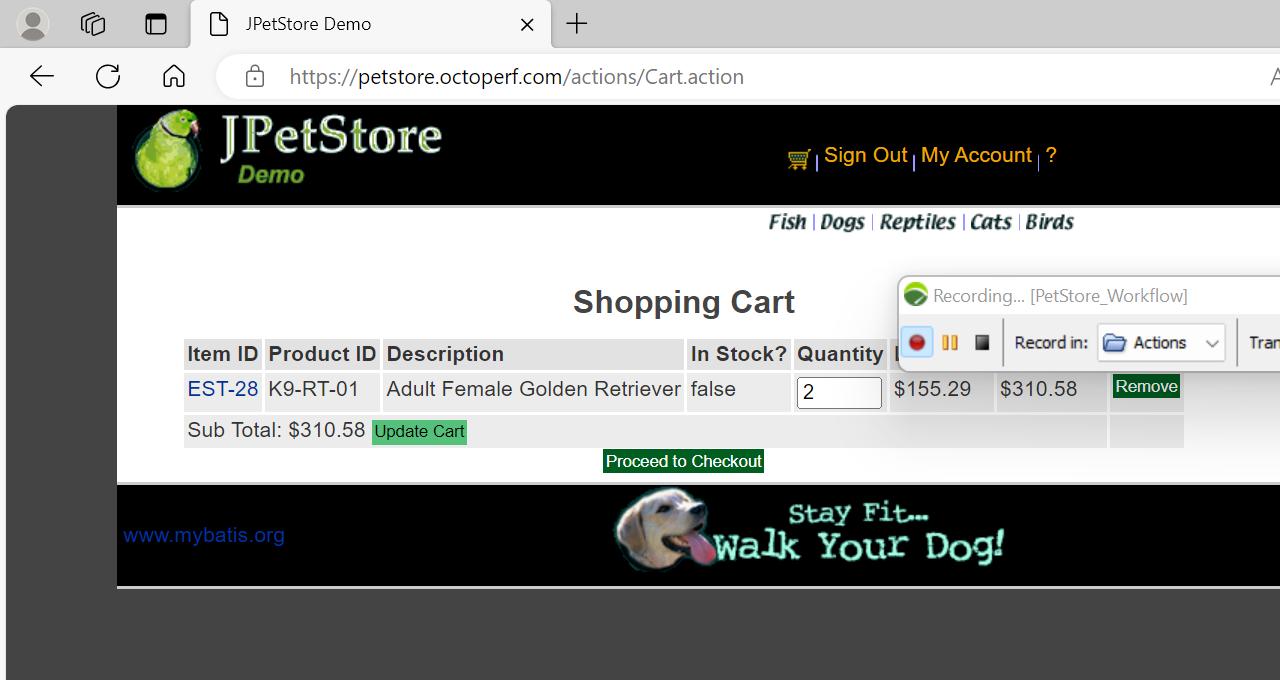 JPetStore Demo
https://petstore.octoperf.com/actions/Cart.action
JPetStore
Demo
Sign Out | My Account | ?
Fish | Dogs | Reptiles | Cats | Birds
Recording... [PetStore_Workflow]
Record in: Actions
Shopping Cart
Item ID Product ID Description In Stock? Quantity
EST-28 K9-RT-01 Adult Female Golden Retriever false 2 $155.29 $310.58 Remove
Sub Total: $310.58 Update Cart
Proceed to Checkout
www.mybatis.org
Stay Fit...
Walk Your Dog!